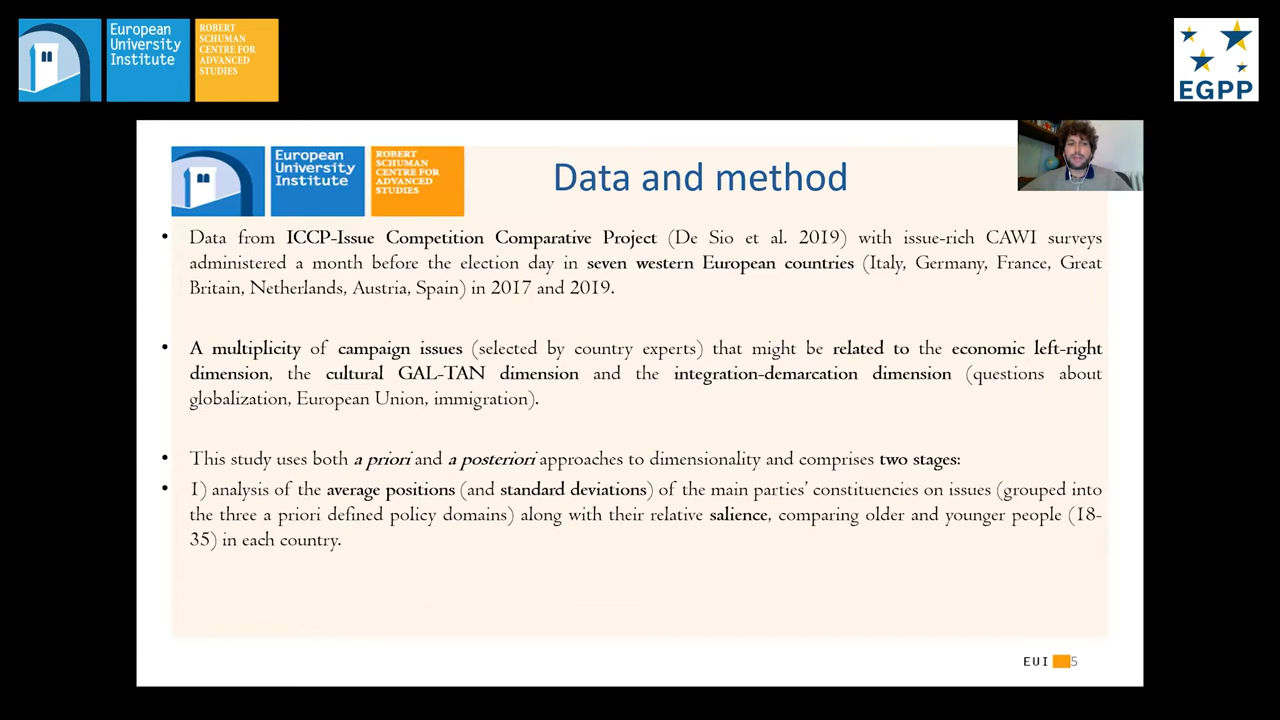 European
University
Institute
ROBERT
SCHUMAN
CENTRE FOR
ADVANCED
STUDIES
EGPP
European
University
Institute
ROBERT
SCHUMAN
CENTRE FOR
ADVANCED
STUDIES
Data and method
• Data from ICCP-Issue Competition Comparative Project (De Sio et al. 2019) with issue-rich CAWI surveys
administered a month before the election day in seven western European countries (Italy, Germany, France, Great
Britain, Netherlands, Austria, Spain) in 2017 and 2019.
• A multiplicity of campaign issues (selected by country experts) that might be related to the economic left-right
dimension, the cultural GAL-TAN dimension and the integration-demarcation dimension (questions about
globalization, European Union, immigration).
• This study uses both a priori and a posteriori approaches to dimensionality and comprises two stages:
• 1) analysis of the average positions (and standard deviations) of the main parties' constituencies on issues (grouped into
the three a priori defined policy domains) along with their relative salience, comparing older and younger people (18-
35) in each country.
EUI 5